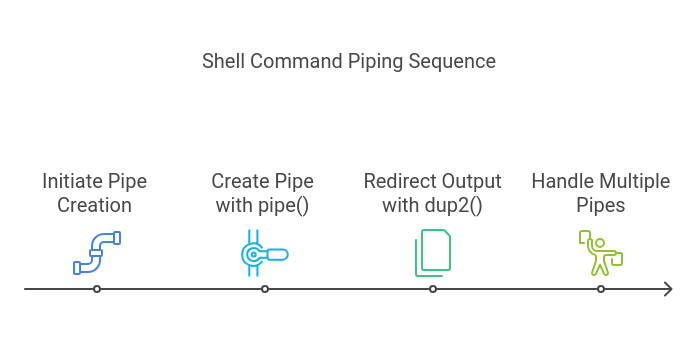 Shell Command Piping Sequence
Initiate Pipe
Creation
Create Pipe
with pipe()
Redirect Output
with dup2()
Handle Multiple
Pipes